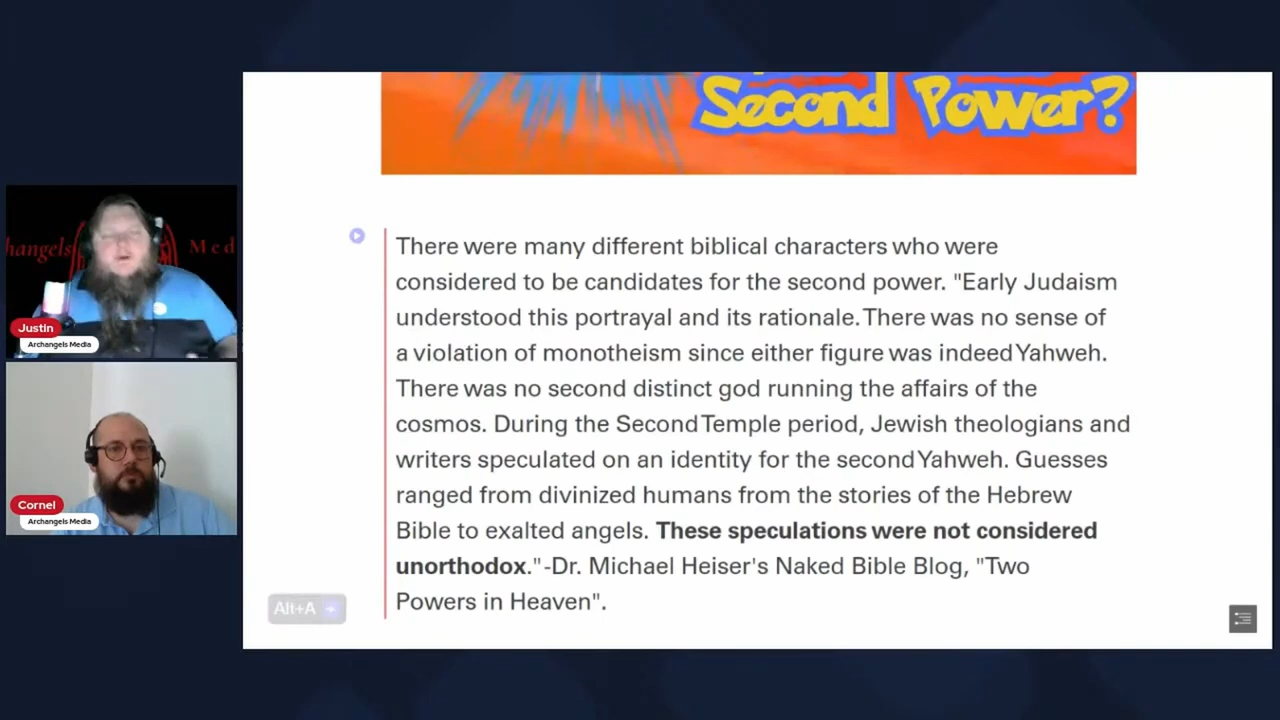 Second Power?
There were many different biblical characters who were
considered to be candidates for the second power. "Early Judaism
understood this portrayal and its rationale. There was no sense of
a violation of monotheism since either figure was indeed Yahweh.
There was no second distinct god running the affairs of the
cosmos. During the Second Temple period, Jewish theologians and
writers speculated on an identity for the second Yahweh. Guesses
ranged from divinized humans from the stories of the Hebrew
Bible to exalted angels. These speculations were not considered
unorthodox."-Dr. Michael Heiser's Naked Bible Blog, "Two
Powers in Heaven".
Alt+A
hangels Med
Justin
Archangels Media
Cornel
Archangels Media